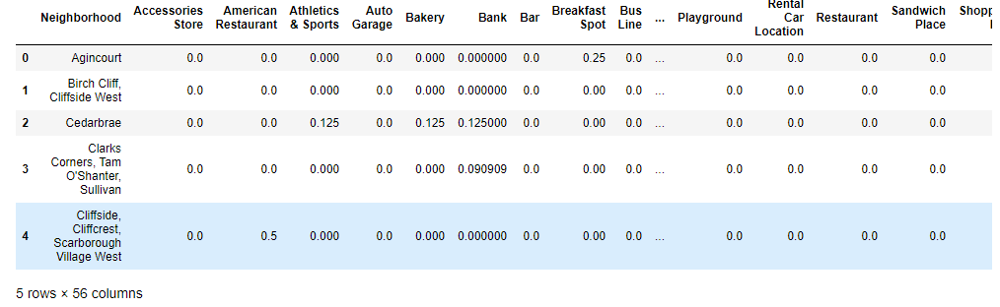 Neighborhood Accessories Store American Restaurant Athletics & Sports Auto Garage Bakery Bank Bar Breakfast Spot Bus Line ... Playground Rental Car Location Restaurant Sandwich Place
0 Agincourt 0.0 0.0 0.000 0.0 0.000 0.000000 0.0 0.25 0.0 ... 0.0 0.0 0.0 0.0
1 Birch Cliff, Cliffside West 0.0 0.0 0.000 0.0 0.000 0.000000 0.0 0.00 0.0 ... 0.0 0.0 0.0 0.0
2 Cedarbrae 0.0 0.0 0.125 0.0 0.125 0.125000 0.0 0.00 0.0 ... 0.0 0.0 0.0 0.0
3 Clarks Corners, Tam O'Shanter, Sullivan 0.0 0.0 0.000 0.0 0.000 0.090909 0.0 0.00 0.0 ... 0.0 0.0 0.0 0.0
4 Cliffside, Cliffcrest, Scarborough Village West 0.0 0.5 0.000 0.0 0.000 0.000000 0.0 0.00 0.0 ... 0.0 0.0 0.0 0.0
5 rows × 56 columns